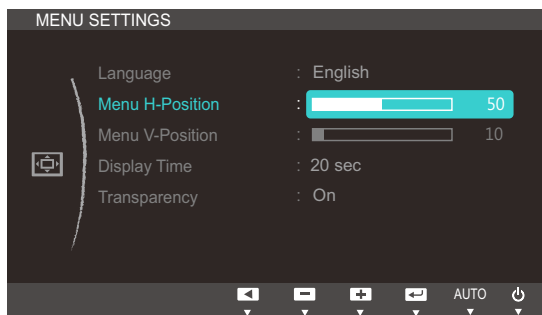 MENU SETTINGS
Language : English
Menu H-Position : 50
Menu V-Position : 10
Display Time : 20 sec
Transparency : On
AUTO